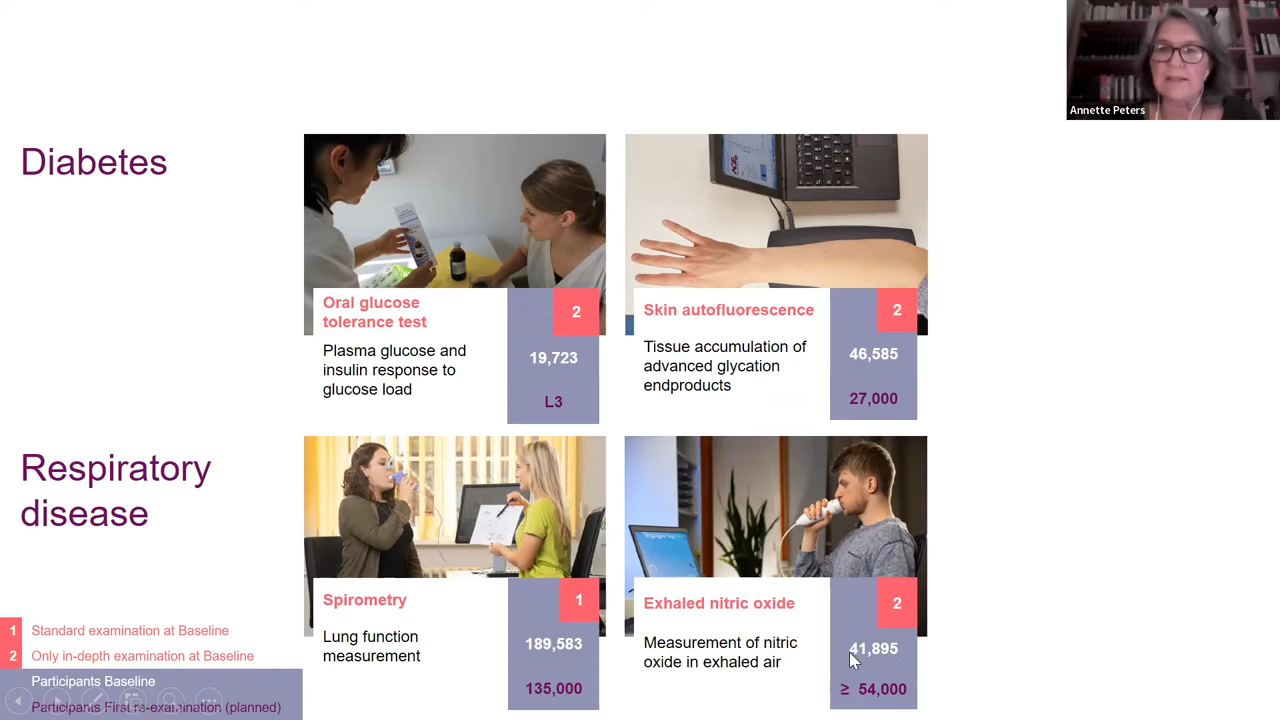 Annette Peters
Diabetes
Oral glucose
tolerance test
2
Plasma glucose and
insulin response to
glucose load
19,723
L3
Skin autofluorescence
2
Tissue accumulation of
advanced glycation
endproducts
46,585
27,000
Respiratory
disease
Spirometry
1
Lung function
measurement
189,583
135,000
Exhaled nitric oxide
2
Measurement of nitric
oxide in exhaled air
41,895
≥ 54,000
1 Standard examination at Baseline
2 Only in-depth examination at Baseline
Participants Baseline
Participants First re-examination (planned)